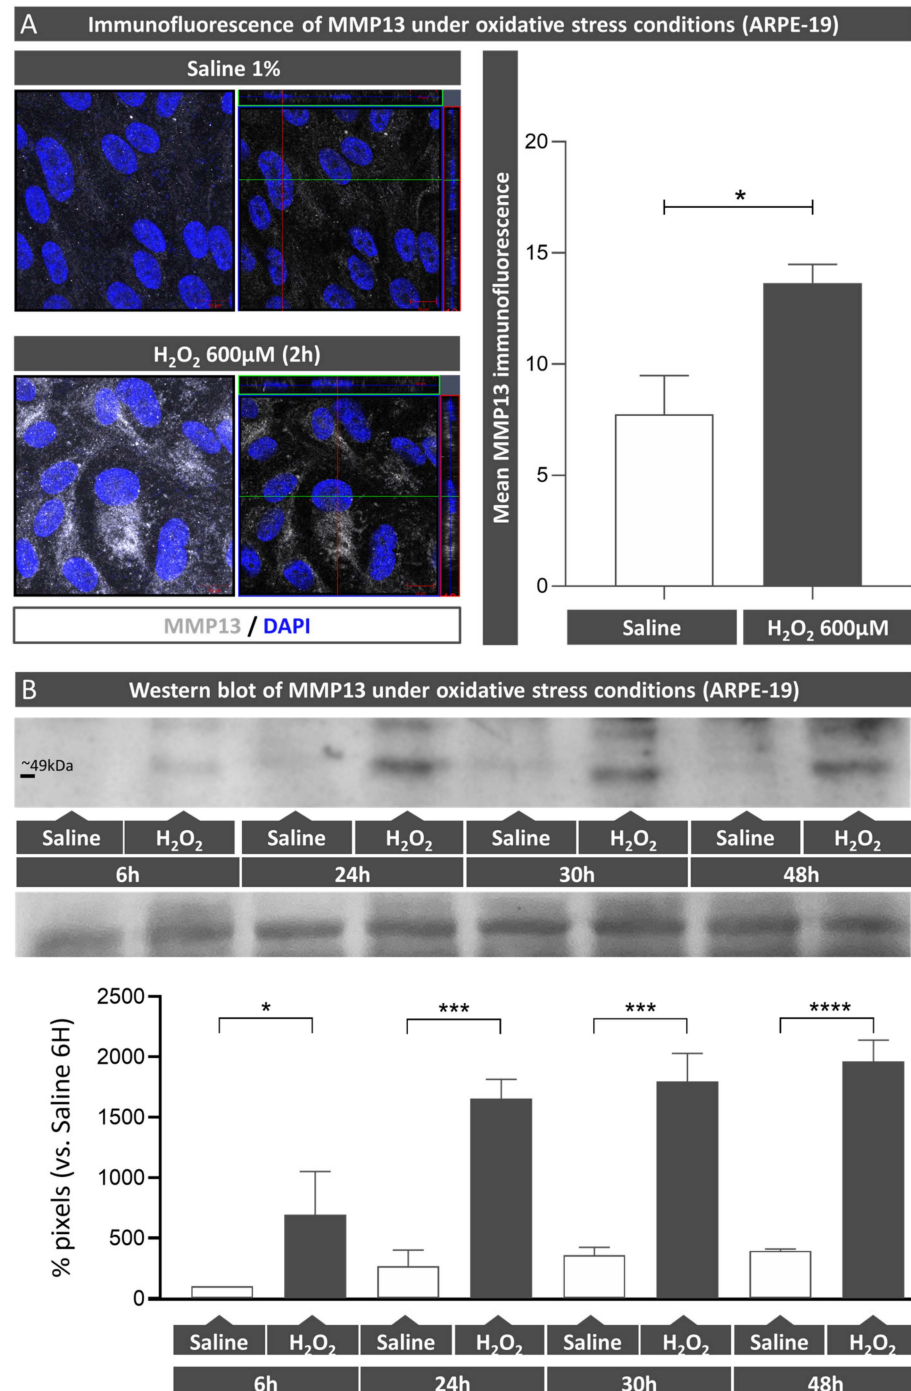 A Immunofluorescence of MMP13 under oxidative stress conditions (ARPE-19)
Saline 1%
H₂O₂ 600µM (2h)
MMP13 / DAPI
Mean MMP13 immunofluorescence
20
15
10
5
0
*
Saline H₂O₂ 600µM
B Western blot of MMP13 under oxidative stress conditions (ARPE-19)
~49kDa
Saline H₂O₂ Saline H₂O₂ Saline H₂O₂ Saline H₂O₂
6h 24h 30h 48h
% pixels (vs. Saline 6H)
2500
2000
1500
1000
500
0
* *** *** ****
Saline H₂O₂ Saline H₂O₂ Saline H₂O₂ Saline H₂O₂
6h 24h 30h 48h